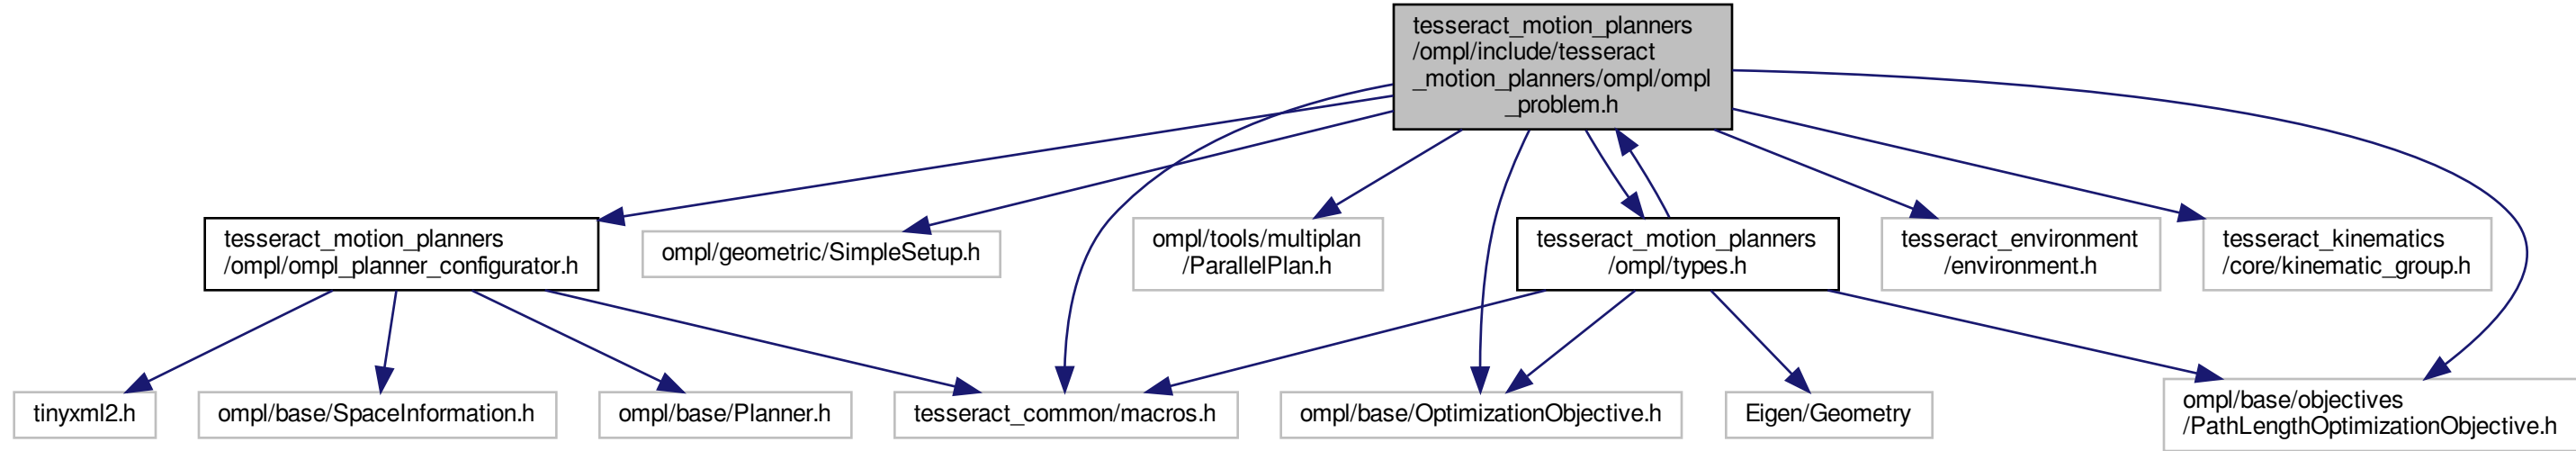 tesseract_motion_planners
/ompl/include/tesseract
_motion_planners/ompl/ompl
_problem.h
tesseract_motion_planners
/ompl/ompl_planner_configurator.h
ompl/geometric/SimpleSetup.h
ompl/tools/multiplan
/ParallelPlan.h
tesseract_motion_planners
/ompl/types.h
tesseract_environment
/environment.h
tesseract_kinematics
/core/kinematic_group.h
tinyxml2.h
ompl/base/SpaceInformation.h
ompl/base/Planner.h
tesseract_common/macros.h
ompl/base/OptimizationObjective.h
Eigen/Geometry
ompl/base/objectives
/PathLengthOptimizationObjective.h